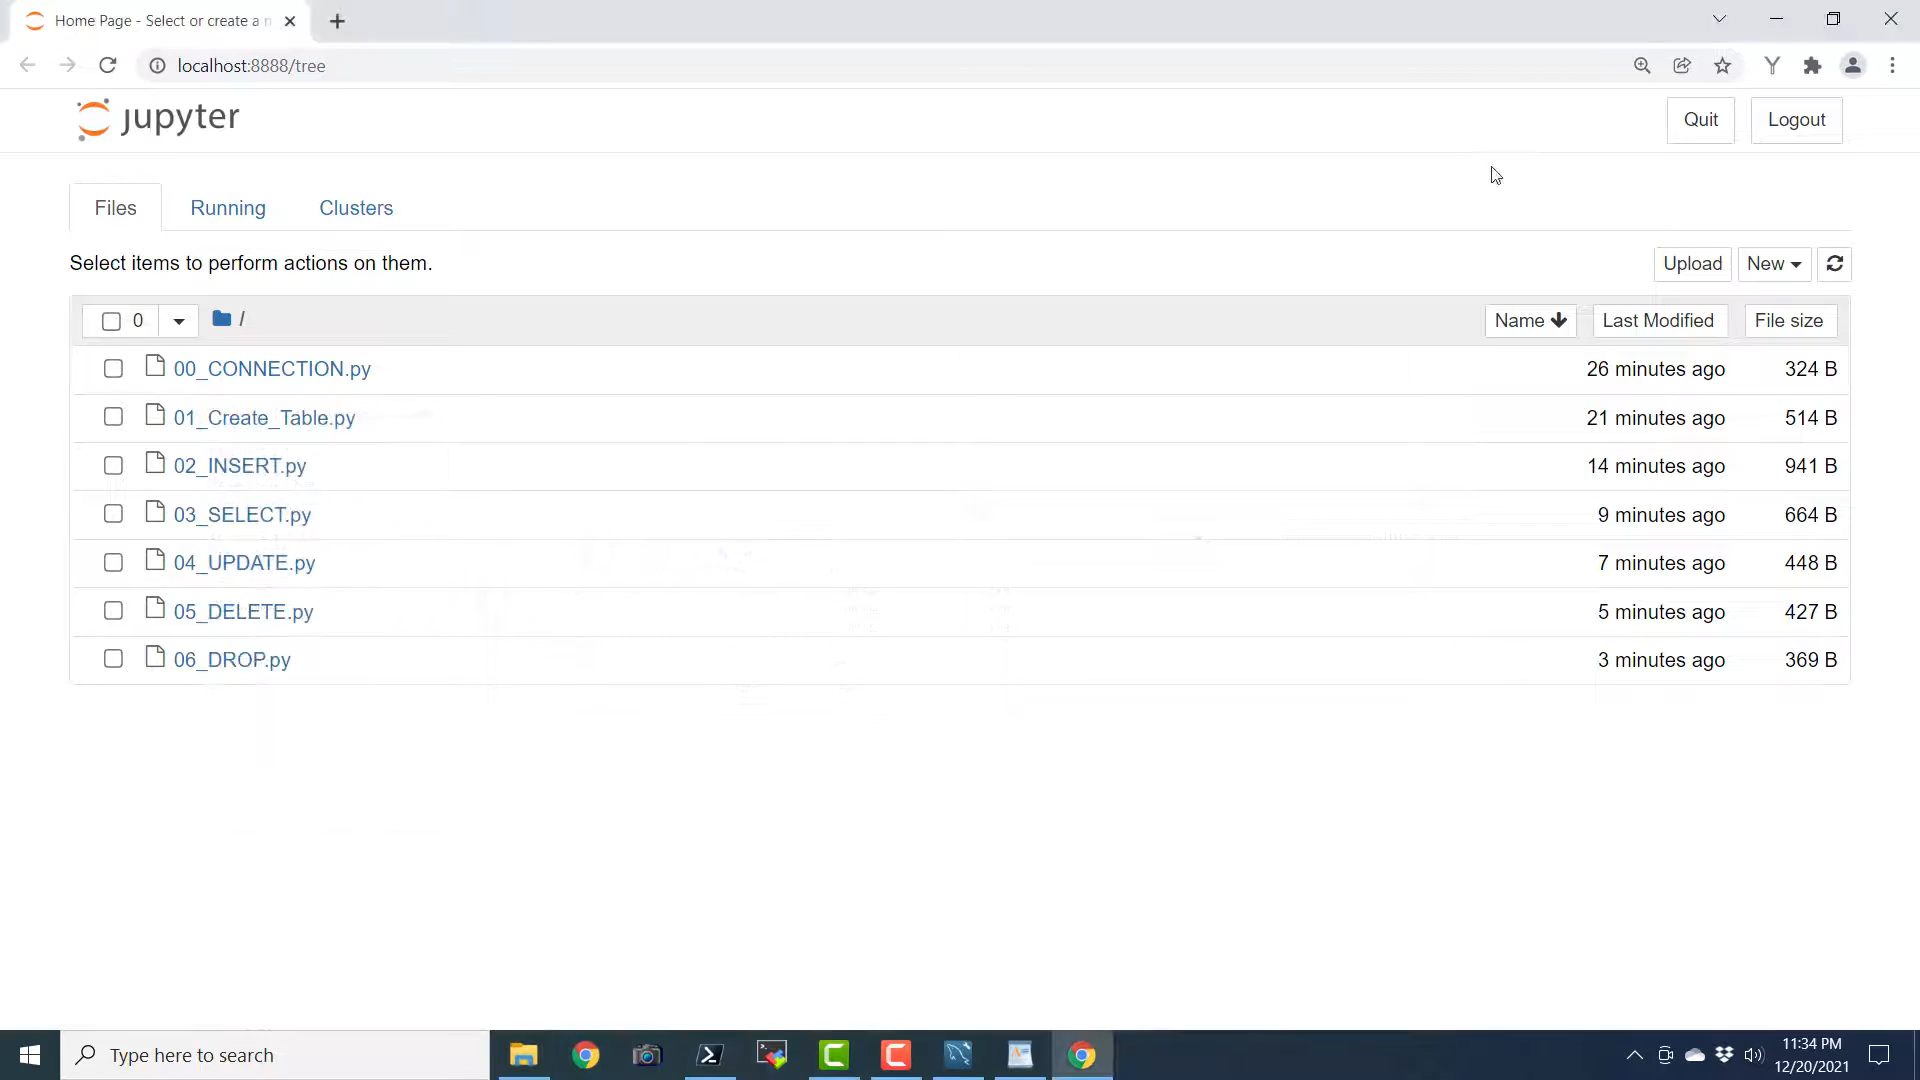 Home Page - Select or create a n
localhost:8888/tree
jupyter
Quit
Logout
Files
Running
Clusters
Select items to perform actions on them.
Upload
New
0
/
Name
Last Modified
File size
00_CONNECTION.py
26 minutes ago
324 B
01_Create_Table.py
21 minutes ago
514 B
02_INSERT.py
14 minutes ago
941 B
03_SELECT.py
9 minutes ago
664 B
04_UPDATE.py
7 minutes ago
448 B
05_DELETE.py
5 minutes ago
427 B
06_DROP.py
3 minutes ago
369 B
Type here to search
11:34 PM
12/20/2021